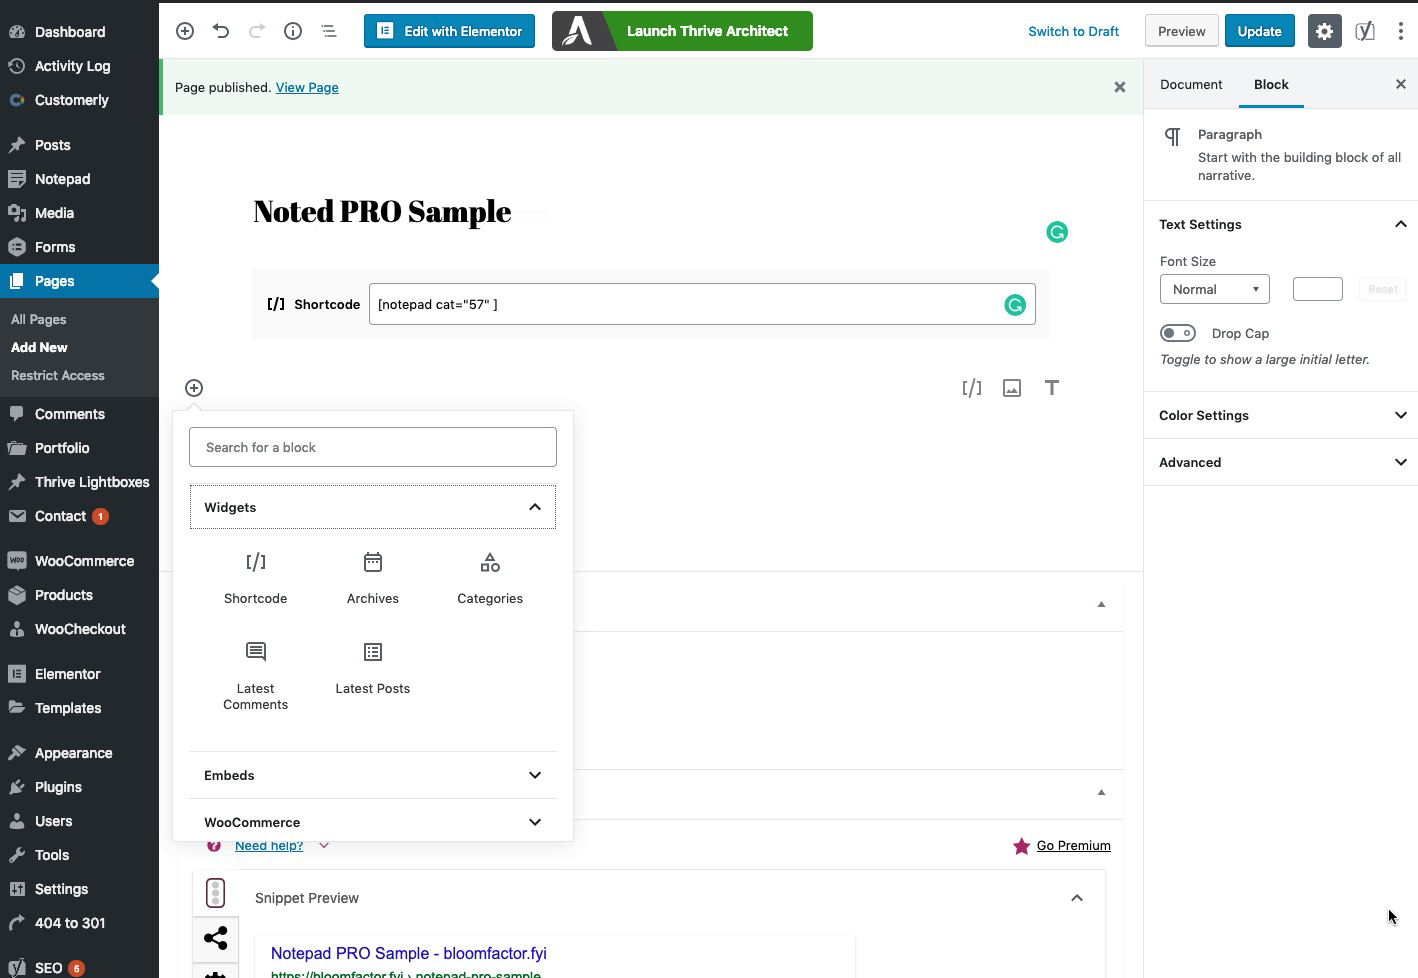 Dashboard
Activity Log
Customerly
Posts
Notepad
Media
Forms
Pages
All Pages
Add New
Restrict Access
Comments
Portfolio
Thrive Lightboxes
Contact 1
WooCommerce
Products
WooCheckout
Elementor
Templates
Appearance
Plugins
Users
Tools
Settings
404 to 301
SEO 6
Edit with Elementor
Launch Thrive Architect
Switch to Draft
Preview
Update
Page published. View Page
Noted PRO Sample
[/] Shortcode
[notepad cat="57" ]
Search for a block
Widgets
Shortcode
Archives
Categories
Latest
Comments
Latest Posts
Embeds
WooCommerce
Need help?
Go Premium
Snippet Preview
Notepad PRO Sample - bloomfactor.fyi
https://bloomfactor.fyi › notepad-pro-sample
Document
Block
Paragraph
Start with the building block of all
narrative.
Text Settings
Font Size
Normal
Reset
Drop Cap
Toggle to show a large initial letter.
Color Settings
Advanced